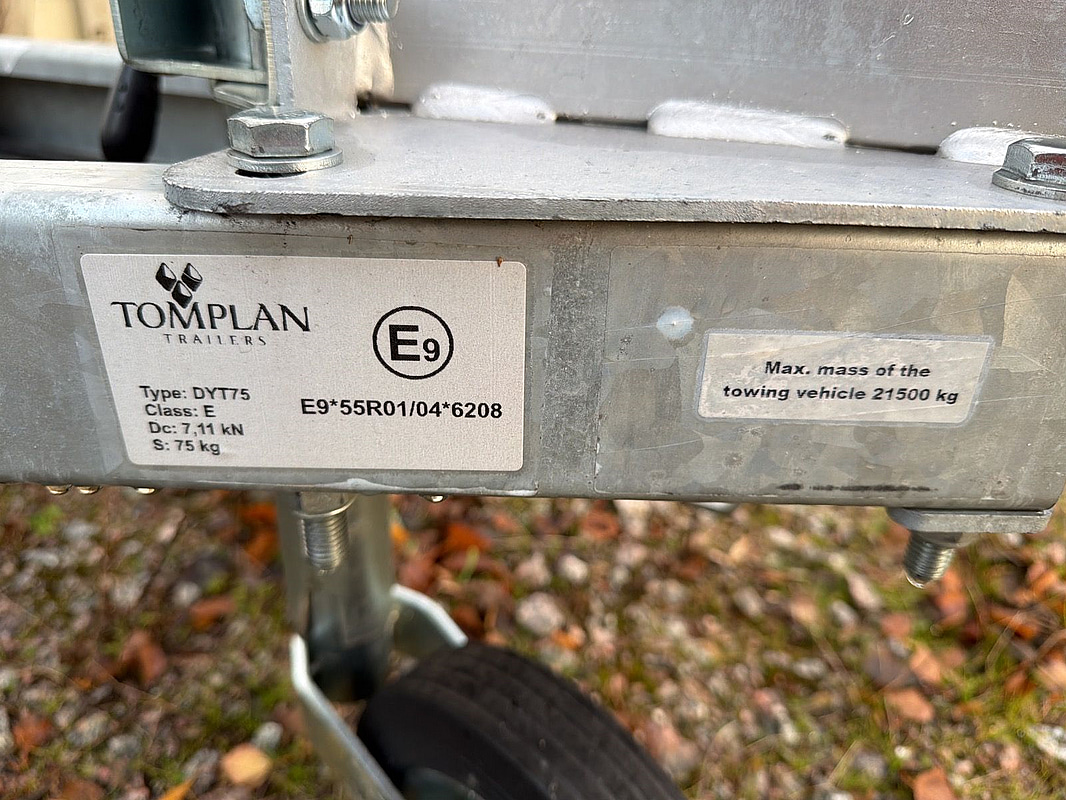 TOMPLAN
TRAILERS
E9
Type: DYT75
Class: E
Dc: 7,11 kN
S: 75 kg
E9*55R01/04*6208
Max. mass of the
towing vehicle 21500 kg